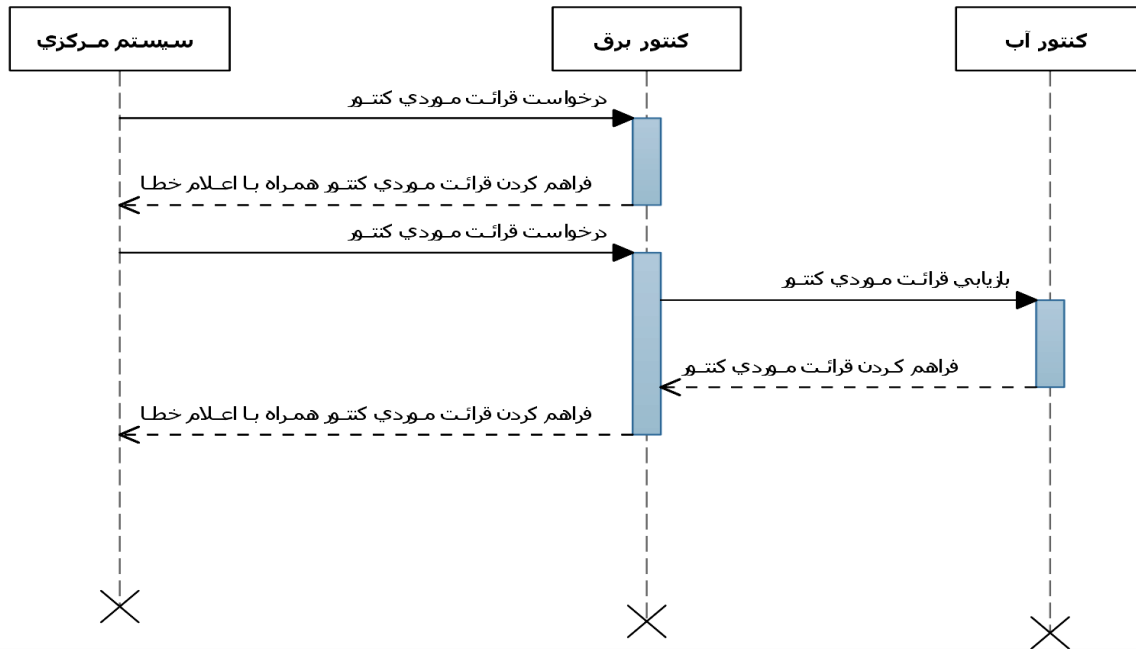 سیستم مرکزي
کنتور برق
کنتور آب
درخواست قرائت موردي کنتور
فراهم کردن قرائت موردي کنتور همراه با اعلام خطا
درخواست قرائت موردي کنتور
بازیابي قرائت موردي کنتور
فراهم کردن قرائت موردي کنتور
فراهم کردن قرائت موردي کنتور همراه با اعلام خطا